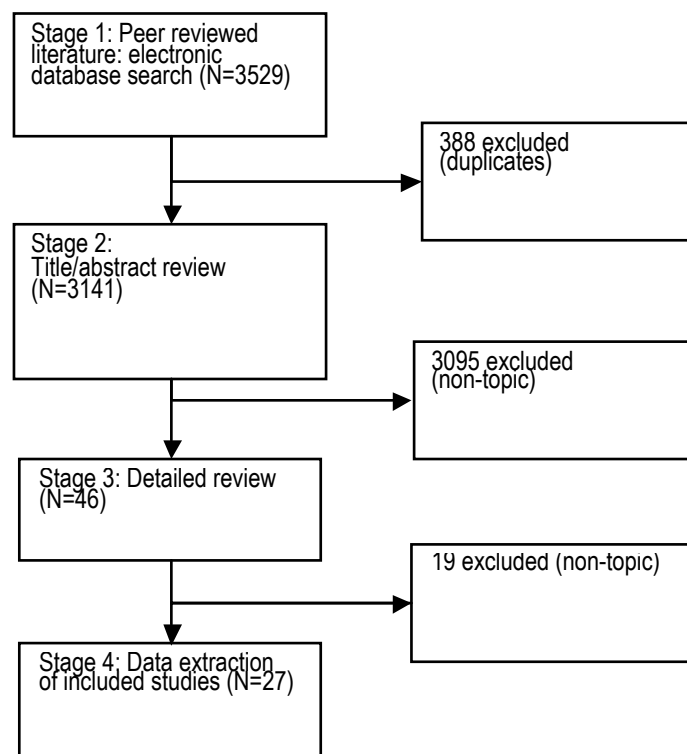 Stage 1: Peer reviewed
literature: electronic
database search (N=3529)
388 excluded
(duplicates)
Stage 2:
Title/abstract review
(N=3141)
3095 excluded
(non-topic)
Stage 3: Detailed review
(N=46)
19 excluded (non-topic)
Stage 4: Data extraction
of included studies (N=27)